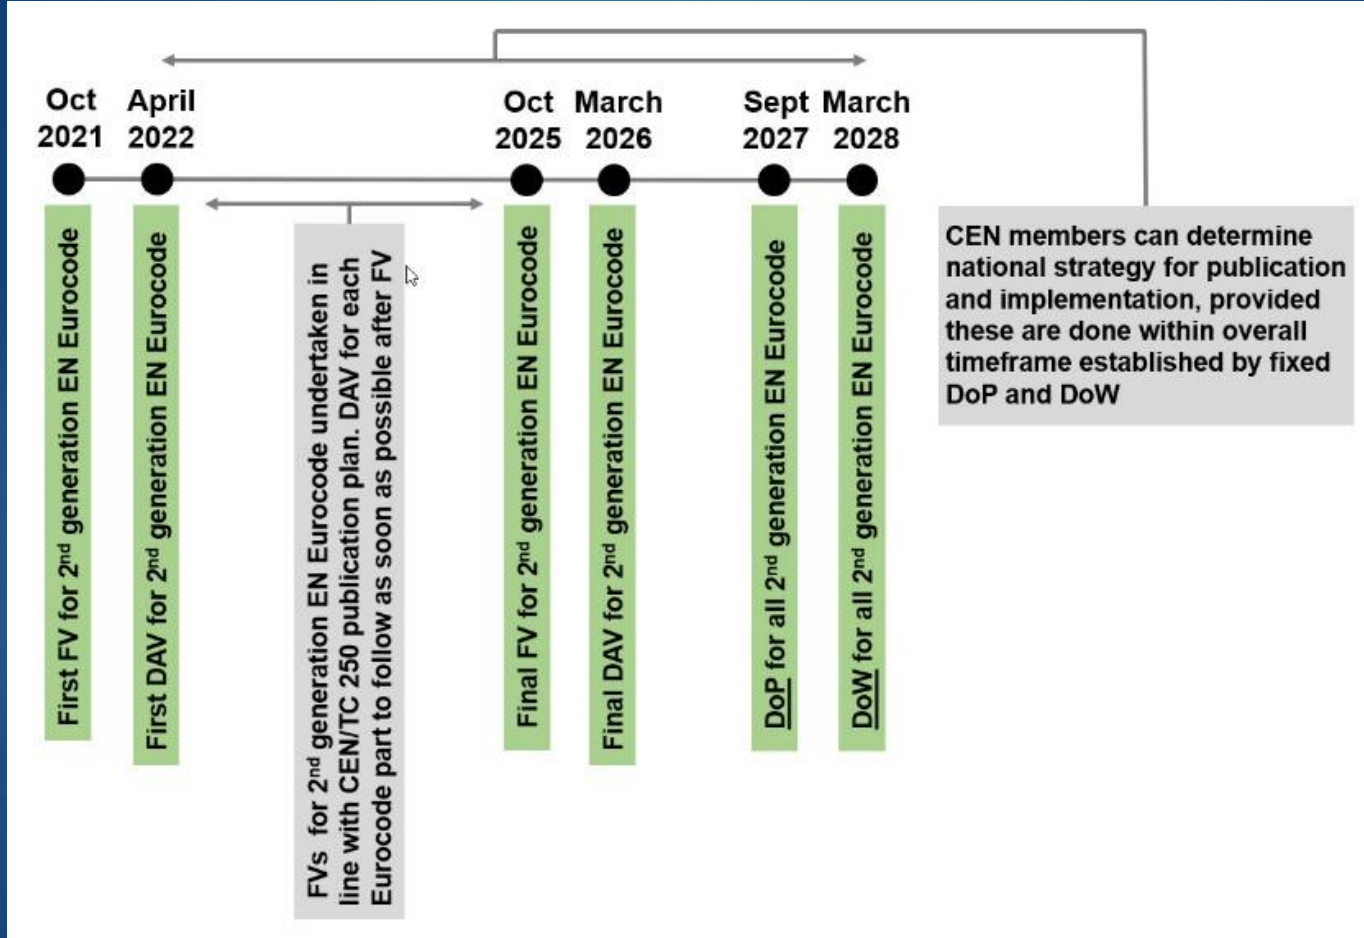 Oct 2021
April 2022
Oct 2025
March 2026
Sept 2027
March 2028
First FV for 2nd generation EN Eurocode
First DAV for 2nd generation EN Eurocode
FVs for 2nd generation EN Eurocode undertaken in
line with CEN/TC 250 publication plan. DAV for each
Eurocode part to follow as soon as possible after FV
Final FV for 2nd generation EN Eurocode
Final DAV for 2nd generation EN Eurocode
DoP for all 2nd generation EN Eurocode
DoW for all 2nd generation EN Eurocode
CEN members can determine
national strategy for publication
and implementation, provided
these are done within overall
timeframe established by fixed
DoP and DoW